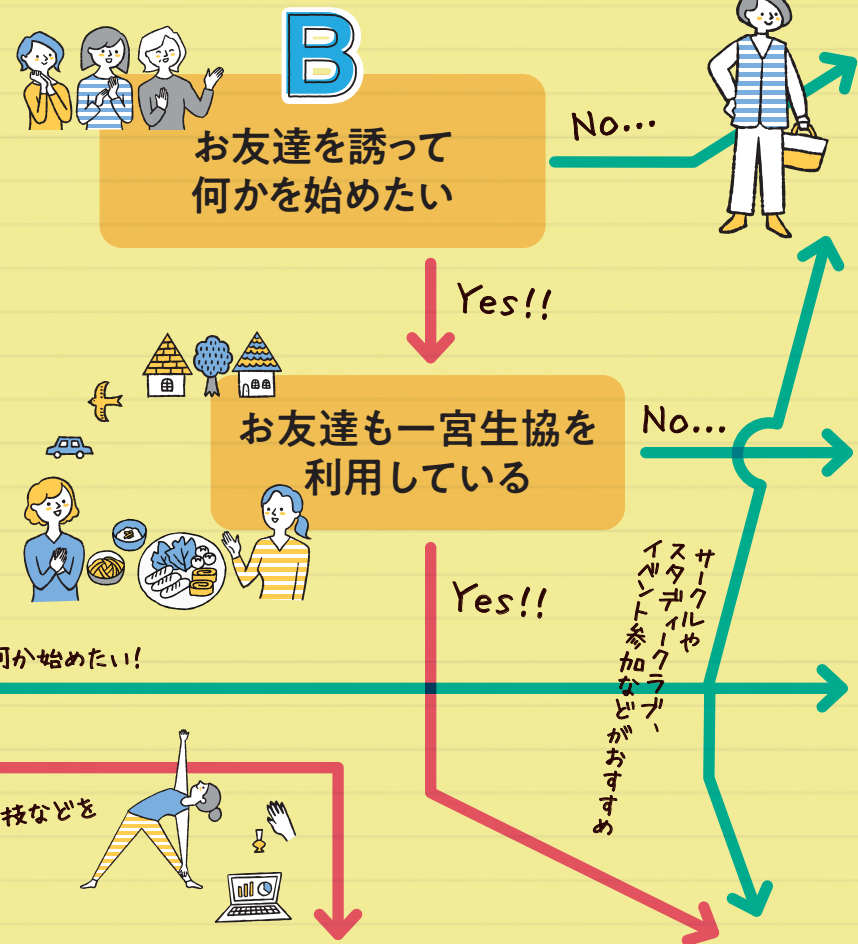 B
お友達を誘って
何かを始めたい
No...
Yes!!
お友達も一宮生協を
利用している
No...
Yes!!
サークルや
スタディークラブ、
イベント参加などがおすすめ
何か始めたい!
技などを